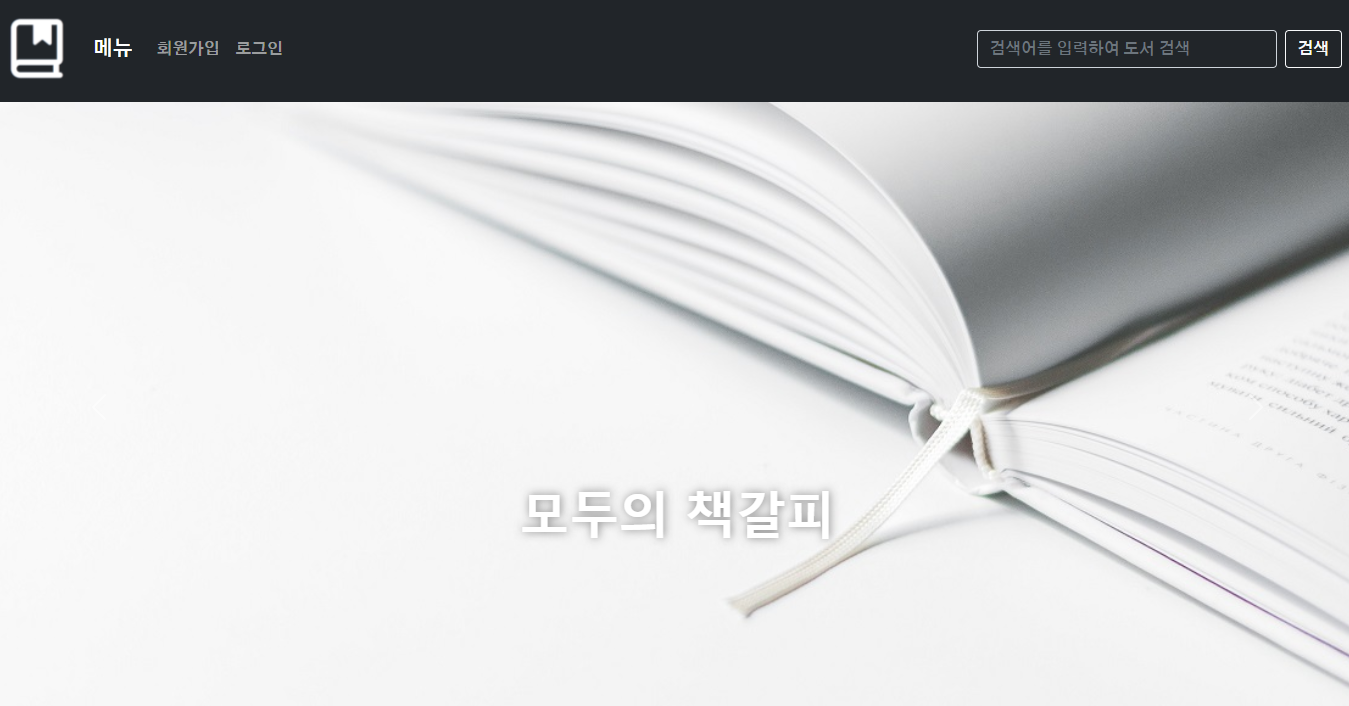 메뉴 회원가입 로그인 검색어를 입력하여 도서 검색 검색
сильний
모두의 책갈피